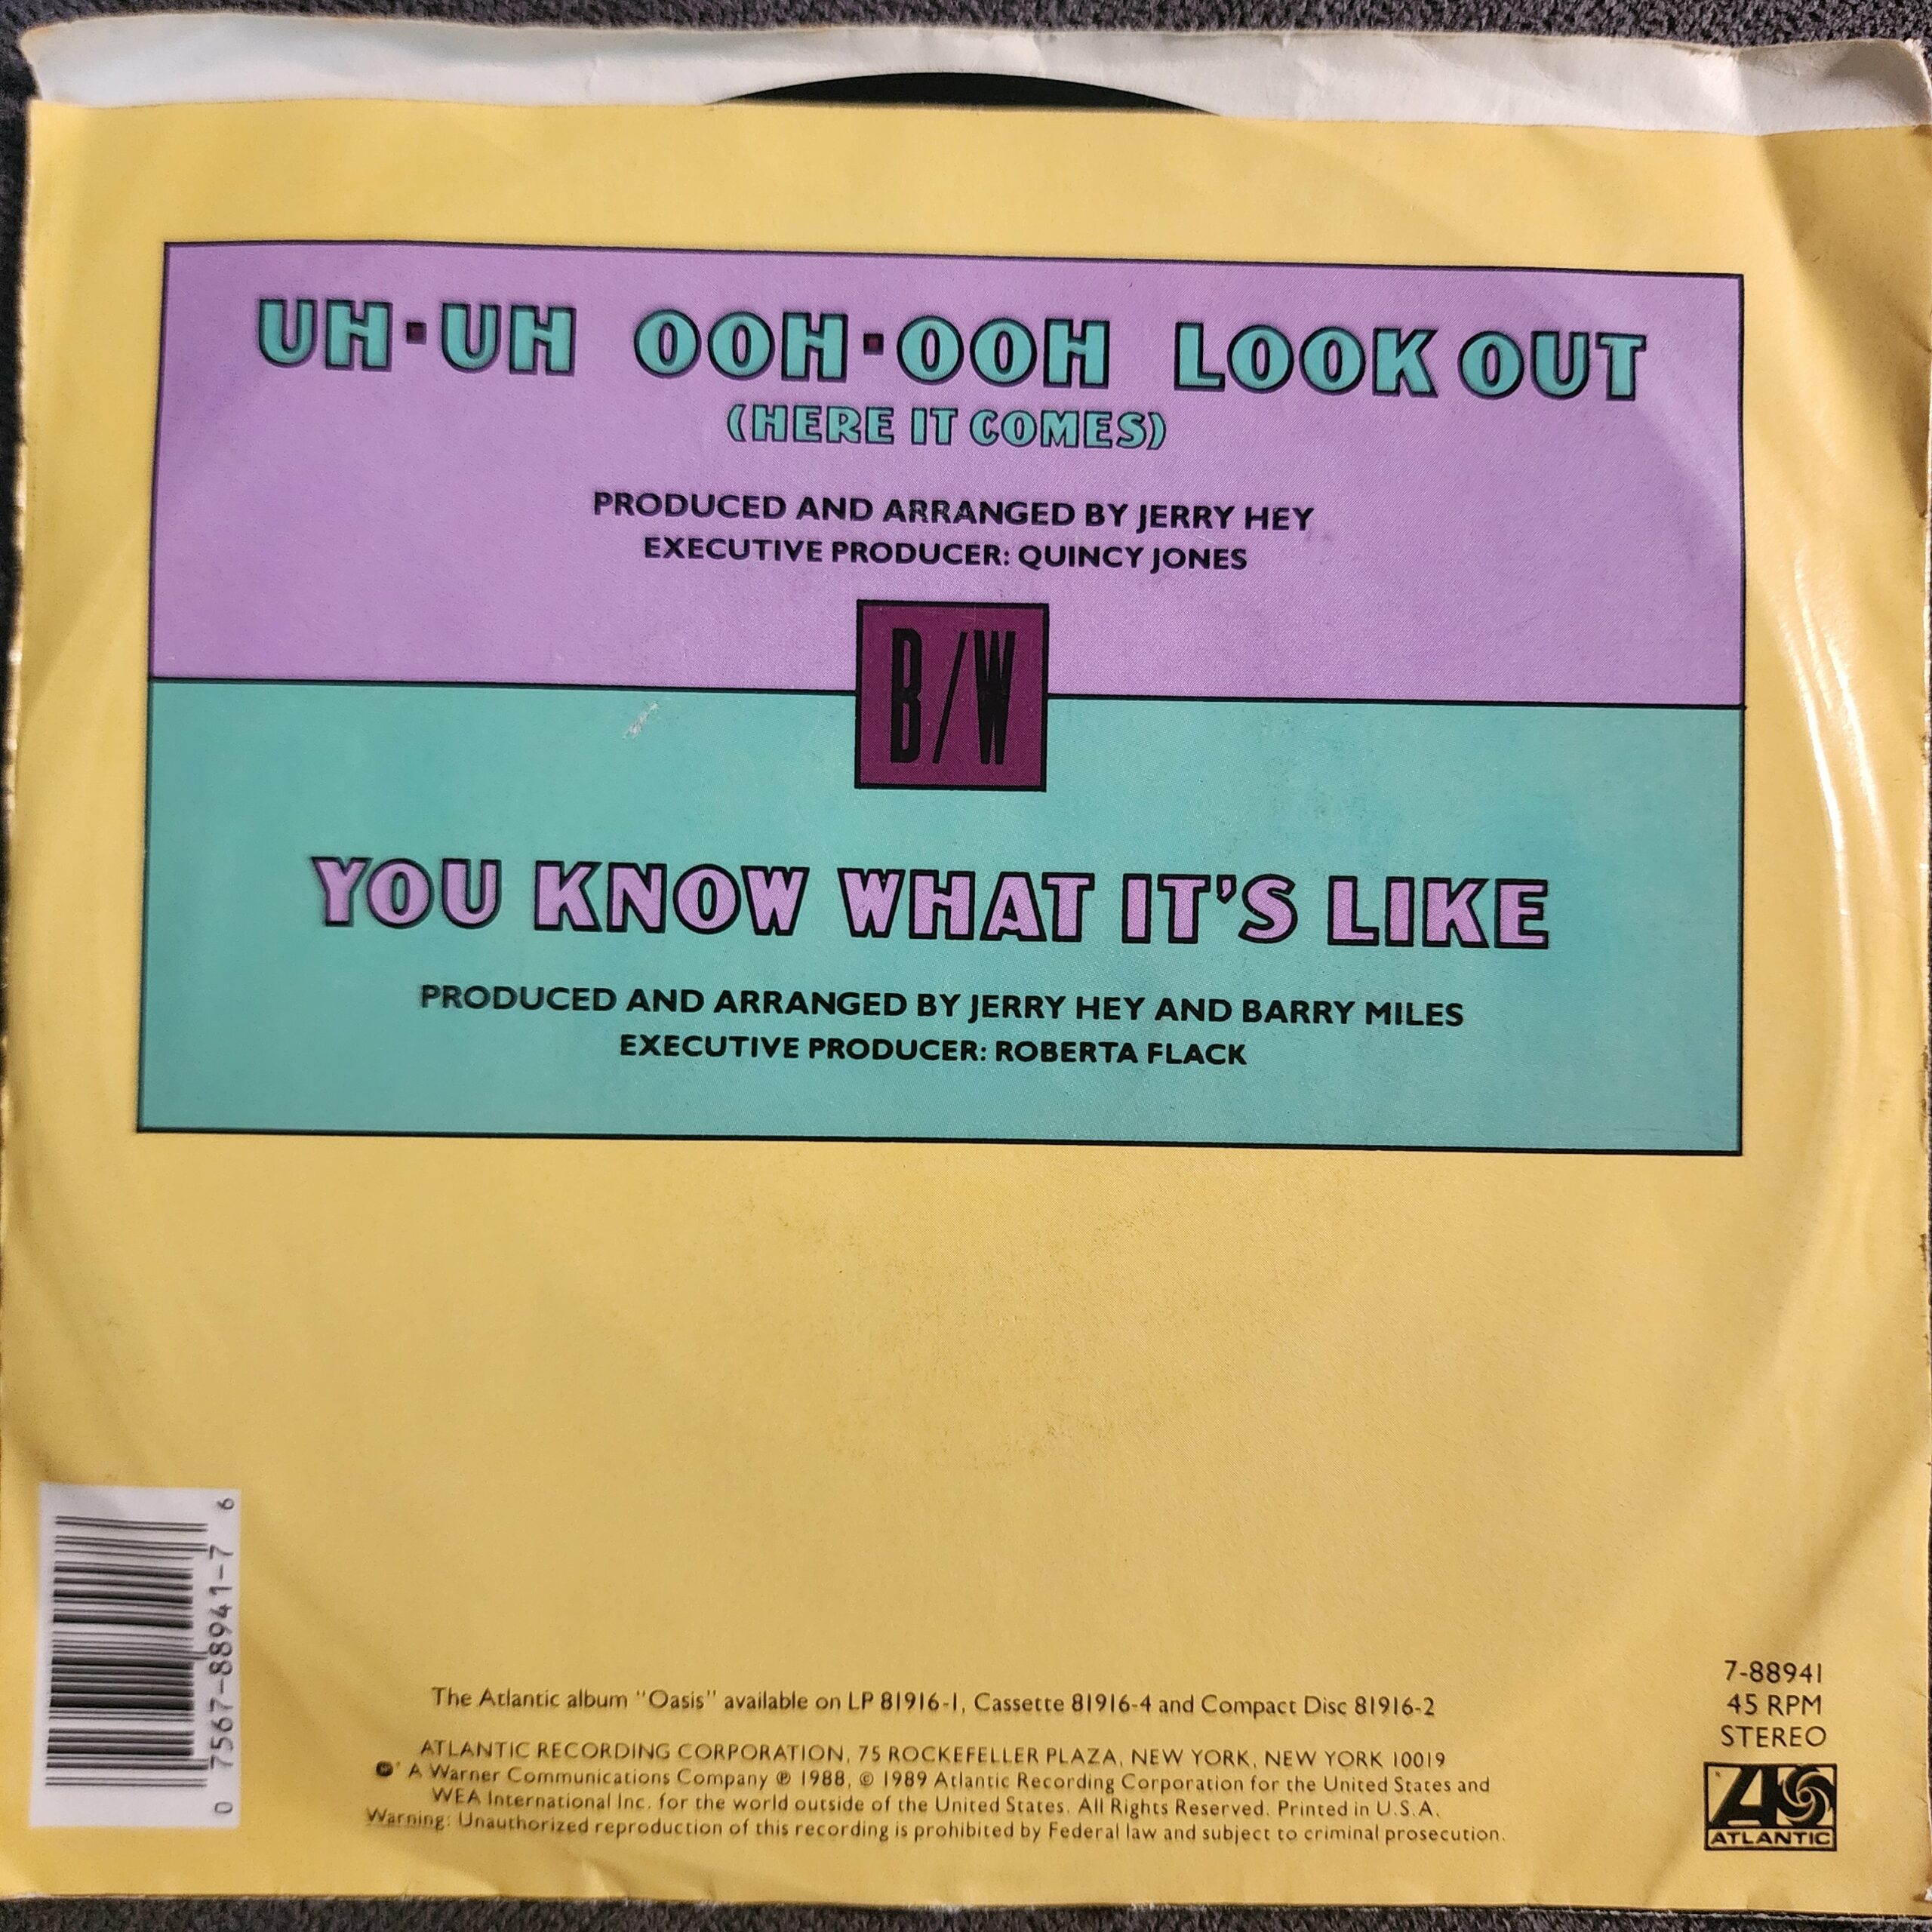 UH·UH OOH·OOH LOOK OUT
(HERE IT COMES)
PRODUCED AND ARRANGED BY JERRY HEY
EXECUTIVE PRODUCER: QUINCY JONES
B/W
YOU KNOW WHAT IT'S LIKE
PRODUCED AND ARRANGED BY JERRY HEY AND BARRY MILES
EXECUTIVE PRODUCER: ROBERTA FLACK
0 7567-88941-7 6
The Atlantic album "Oasis" available on LP 81916-1, Cassette 81916-4 and Compact Disc 81916-2
ATLANTIC RECORDING CORPORATION, 75 ROCKEFELLER PLAZA, NEW YORK, NEW YORK 10019
A Warner Communications Company ℗ 1988, © 1989 Atlantic Recording Corporation for the United States and
WEA International Inc. for the world outside of the United States. All Rights Reserved. Printed in U.S.A.
Warning: Unauthorized reproduction of this recording is prohibited by Federal law and subject to criminal prosecution.
7-88941
45 RPM
STEREO
ATLANTIC